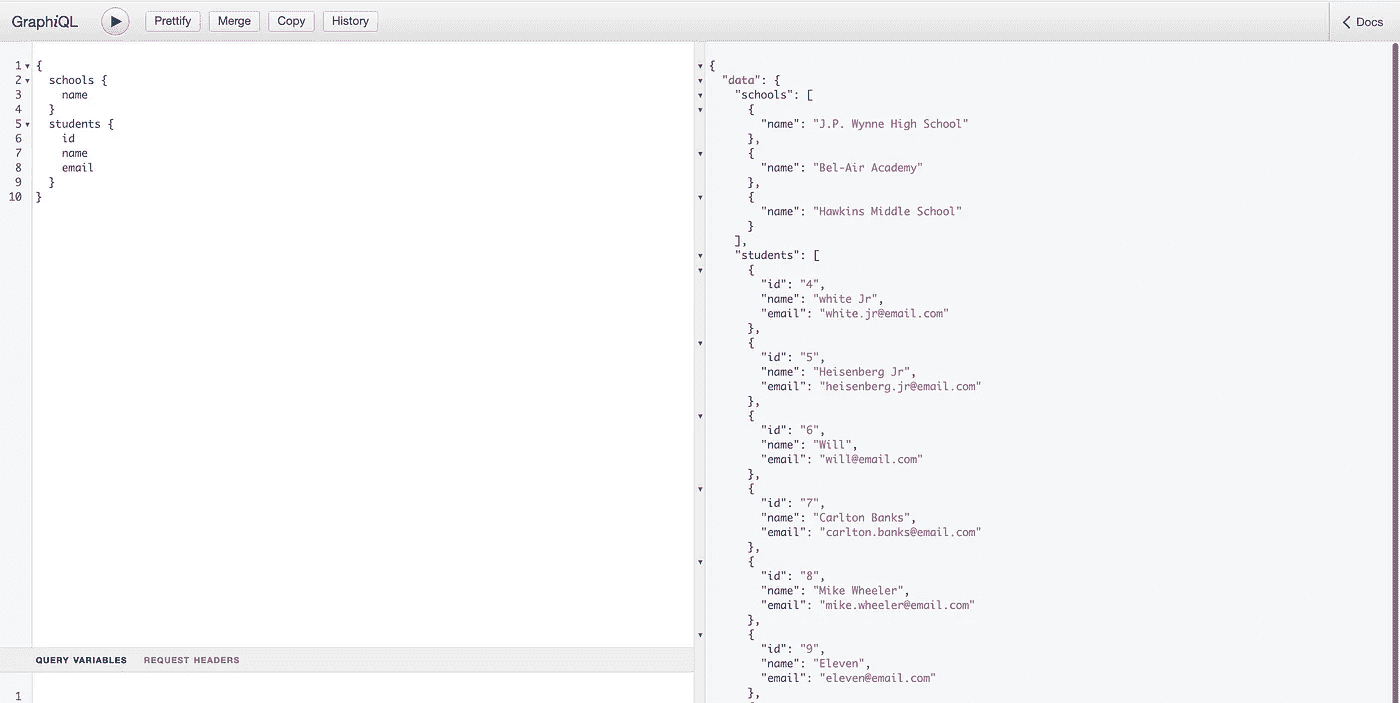 GraphiQL Prettify Merge Copy History Docs
1 {
2 schools {
3 name
4 }
5 students {
6 id
7 name
8 email
9 }
10 }
QUERY VARIABLES REQUEST HEADERS
1
{
"data": {
"schools": [
{
"name": "J.P. Wynne High School"
},
{
"name": "Bel-Air Academy"
},
{
"name": "Hawkins Middle School"
}
],
"students": [
{
"id": "4",
"name": "white Jr",
"email": "white.jr@email.com"
},
{
"id": "5",
"name": "Heisenberg Jr",
"email": "heisenberg.jr@email.com"
},
{
"id": "6",
"name": "Will",
"email": "will@email.com"
},
{
"id": "7",
"name": "Carlton Banks",
"email": "carlton.banks@email.com"
},
{
"id": "8",
"name": "Mike Wheeler",
"email": "mike.wheeler@email.com"
},
{
"id": "9",
"name": "Eleven",
"email": "eleven@email.com"
},